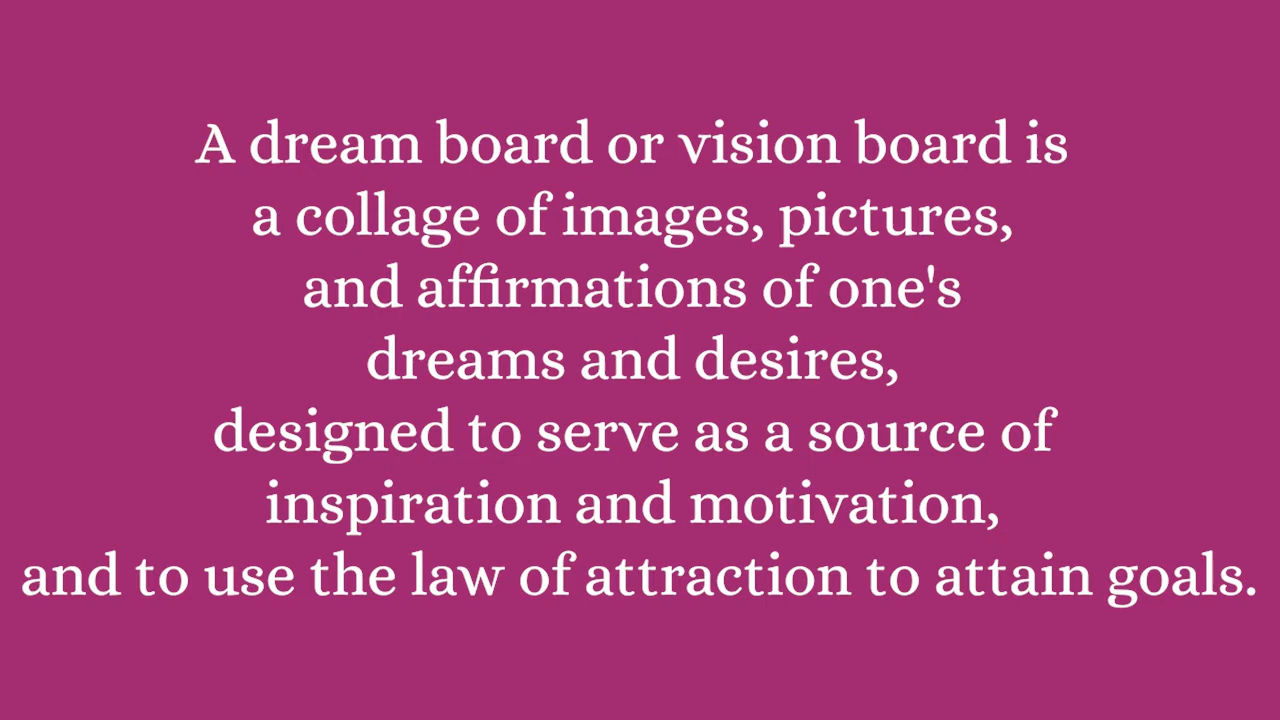 A dream board or vision board is
a collage of images, pictures,
and affirmations of one's
dreams and desires,
designed to serve as a source of
inspiration and motivation,
and to use the law of attraction to attain goals.